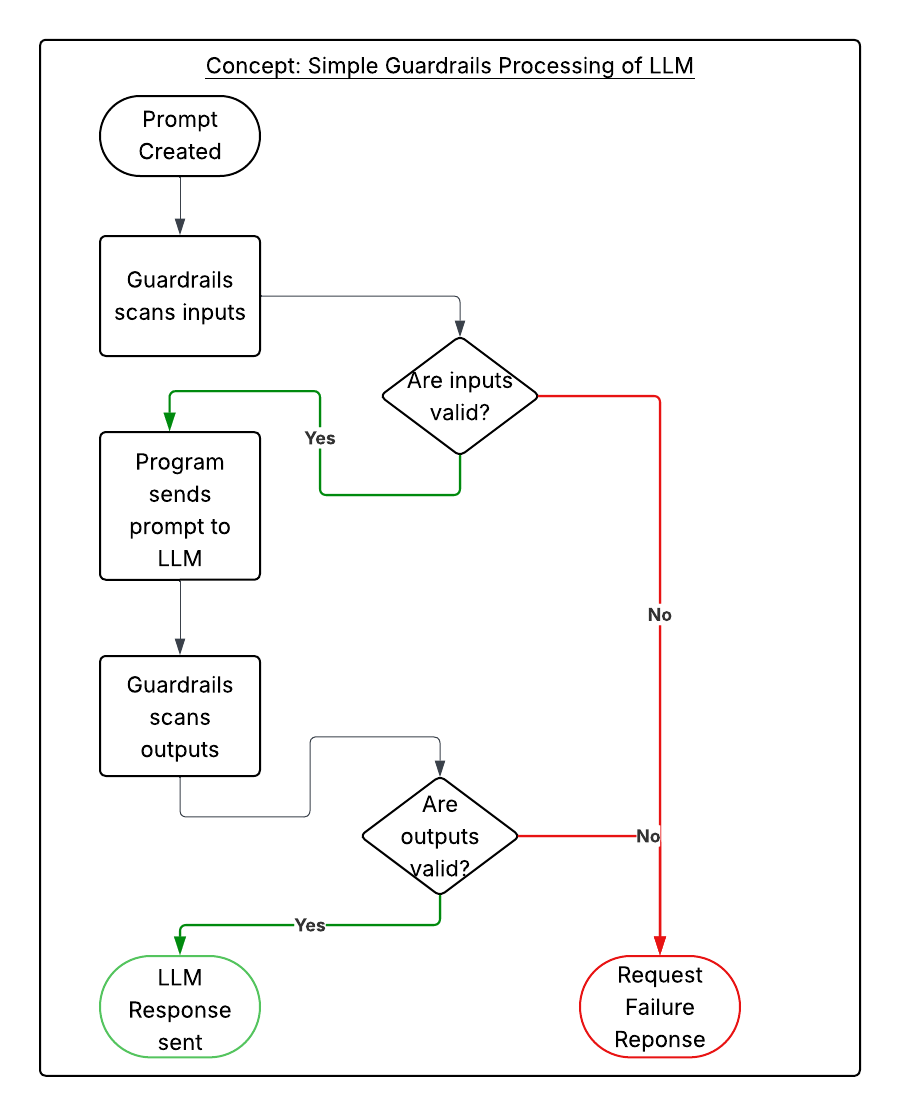 Concept: Simple Guardrails Processing of LLM
Prompt
Created
Guardrails
scans inputs
Are inputs
valid?
Yes
Program
sends
prompt to
LLM
No
Guardrails
scans
outputs
Are
outputs
valid?
No
Yes
LLM
Response
sent
Request
Failure
Reponse